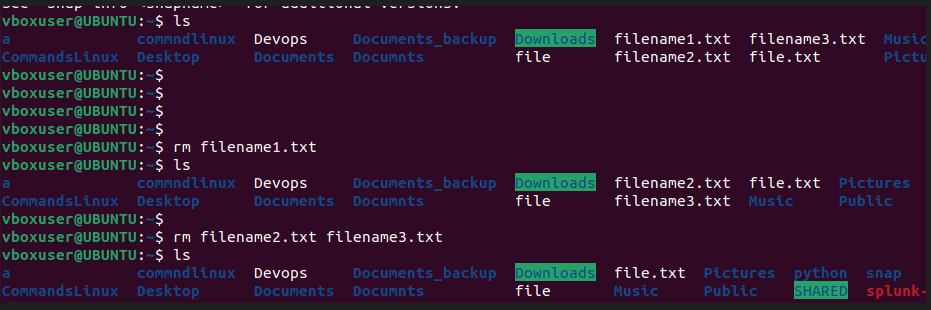 see "snap info <snapname>" for additional versions.
vboxuser@UBUNTU:~$ ls
a commndlinux Devops Documents_backup Downloads filename1.txt filename3.txt Music
CommandsLinux Desktop Documents Documnts file filename2.txt file.txt Pictu
vboxuser@UBUNTU:~$
vboxuser@UBUNTU:~$
vboxuser@UBUNTU:~$
vboxuser@UBUNTU:~$
vboxuser@UBUNTU:~$ rm filename1.txt
vboxuser@UBUNTU:~$ ls
a commndlinux Devops Documents_backup Downloads filename2.txt file.txt Pictures
CommandsLinux Desktop Documents Documnts file filename3.txt Music Public
vboxuser@UBUNTU:~$
vboxuser@UBUNTU:~$ rm filename2.txt filename3.txt
vboxuser@UBUNTU:~$ ls
a commndlinux Devops Documents_backup Downloads file.txt Pictures python snap
CommandsLinux Desktop Documents Documnts file Music Public SHARED splunk-